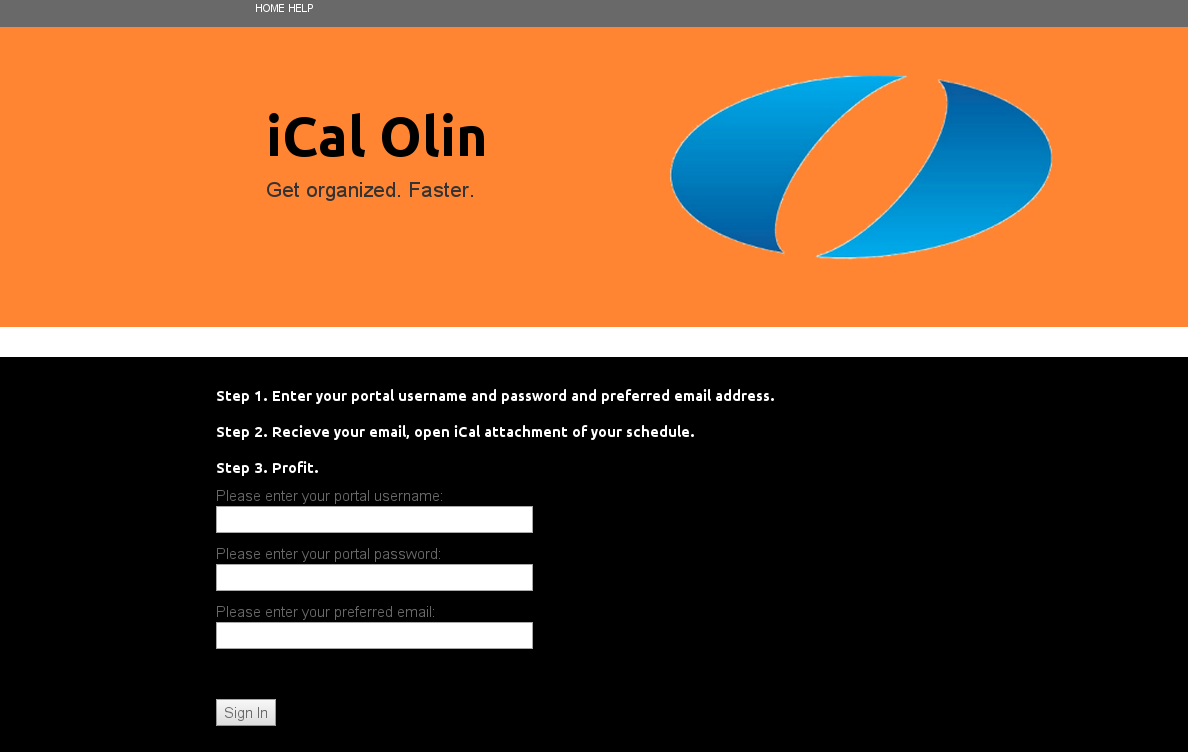 HOME HELP
iCal Olin
Get organized. Faster.
Step 1. Enter your portal username and password and preferred email address.
Step 2. Recieve your email, open iCal attachment of your schedule.
Step 3. Profit.
Please enter your portal username:
Please enter your portal password:
Please enter your preferred email:
Sign In